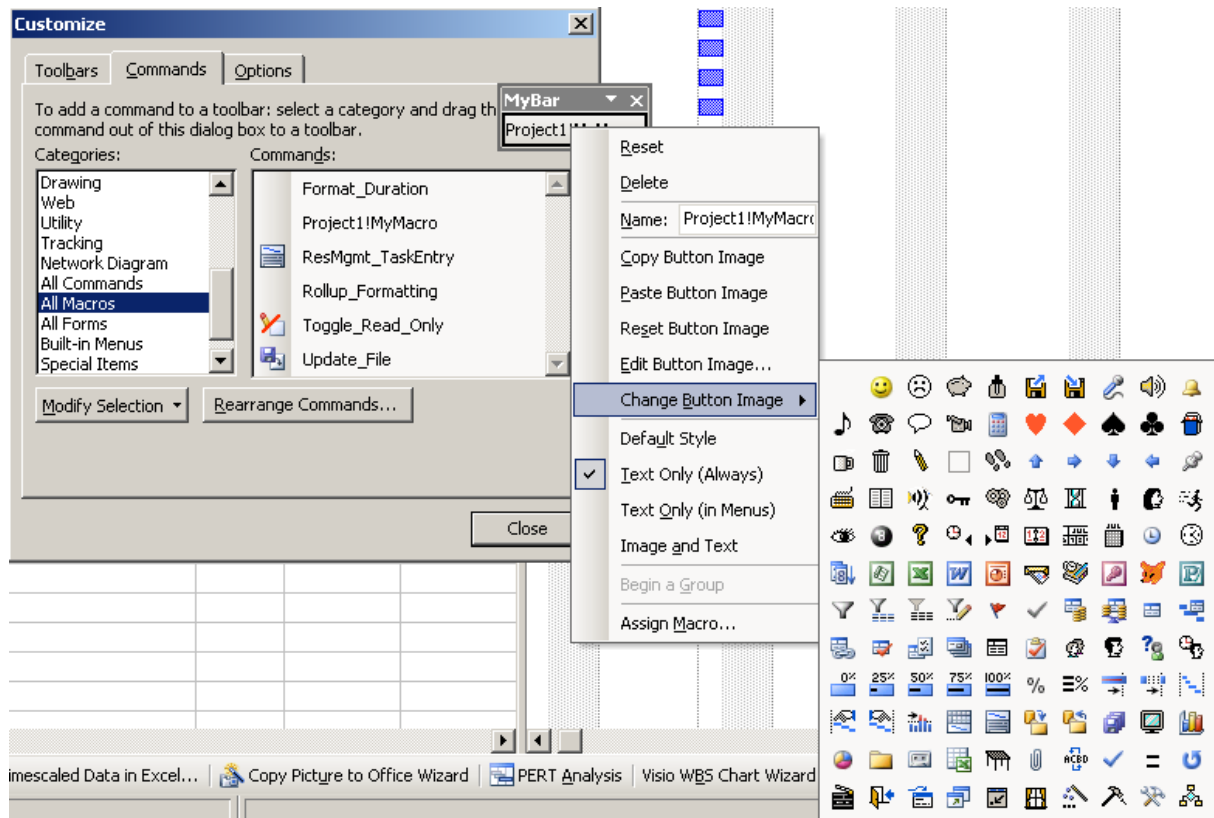 Customize
Toolbars
Commands
Options
To add a command to a toolbar: select a category and drag th
command out of this dialog box to a toolbar.
Categories:
Commands:
Drawing
Web
Utility
Tracking
Network Diagram
All Commands
All Macros
All Forms
Built-in Menus
Special Items
Format_Duration
Project1!MyMacro
ResMgmt_TaskEntry
Rollup_Formatting
Toggle_Read_Only
Update_File
Modify Selection
Rearrange Commands...
Close
MyBar
Project1
Reset
Delete
Name: Project1!MyMacro
Copy Button Image
Paste Button Image
Reset Button Image
Edit Button Image...
Change Button Image
Default Style
Text Only (Always)
Text Only (in Menus)
Image and Text
Begin a Group
Assign Macro...
0% 25% 50% 75% 100% % %
ACBD
imescaled Data in Excel...
Copy Picture to Office Wizard
PERT Analysis
Visio WBS Chart Wizard